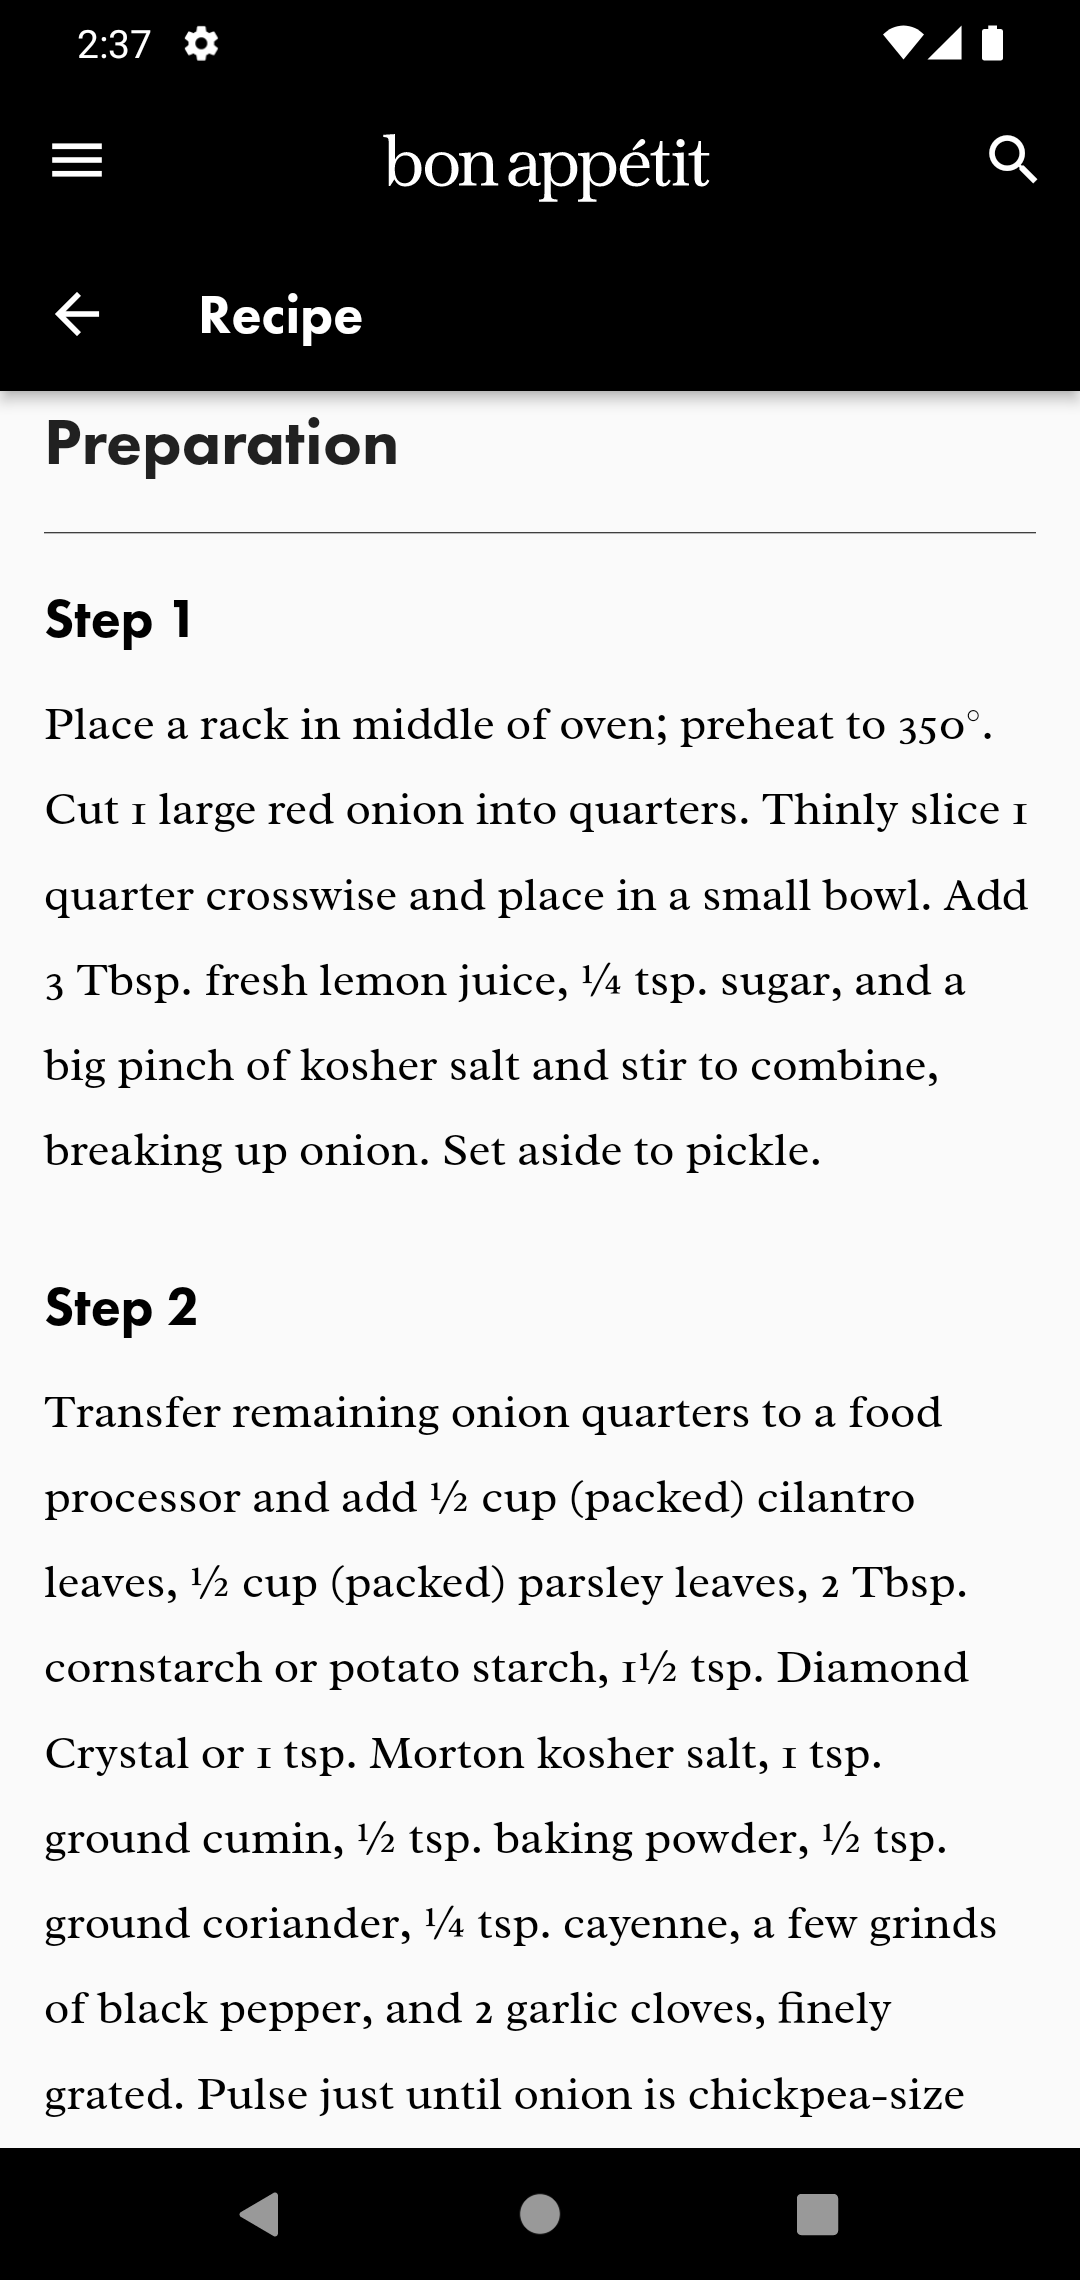 2:37
bon appétit
Recipe
Preparation
Step 1
Place a rack in middle of oven; preheat to 350°.
Cut 1 large red onion into quarters. Thinly slice 1
quarter crosswise and place in a small bowl. Add
3 Tbsp. fresh lemon juice, ¼ tsp. sugar, and a
big pinch of kosher salt and stir to combine,
breaking up onion. Set aside to pickle.
Step 2
Transfer remaining onion quarters to a food
processor and add ½ cup (packed) cilantro
leaves, ½ cup (packed) parsley leaves, 2 Tbsp.
cornstarch or potato starch, 1½ tsp. Diamond
Crystal or 1 tsp. Morton kosher salt, 1 tsp.
ground cumin, ½ tsp. baking powder, ½ tsp.
ground coriander, ¼ tsp. cayenne, a few grinds
of black pepper, and 2 garlic cloves, finely
grated. Pulse just until onion is chickpea-size